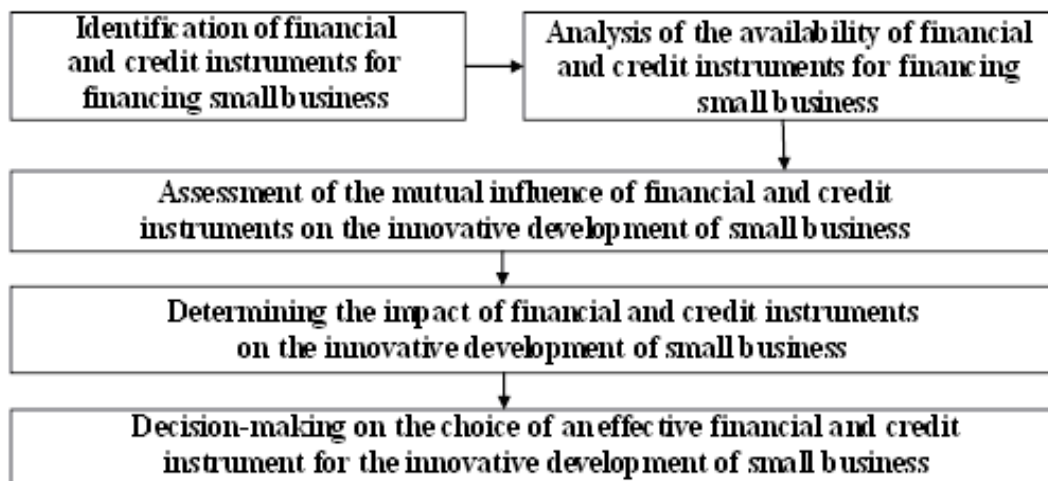 Identification of financial
and credit instruments for
financing small business
Analysis of the availability of financial
and credit instruments for financing
small business
Assessment of the mutual influence of financial and credit
instruments on the innovative development of small business
Determining the impact of financial and credit instruments
on the innovative development of small business
Decision-making on the choice of an effective financial and credit
instrument for the innovative development of small business